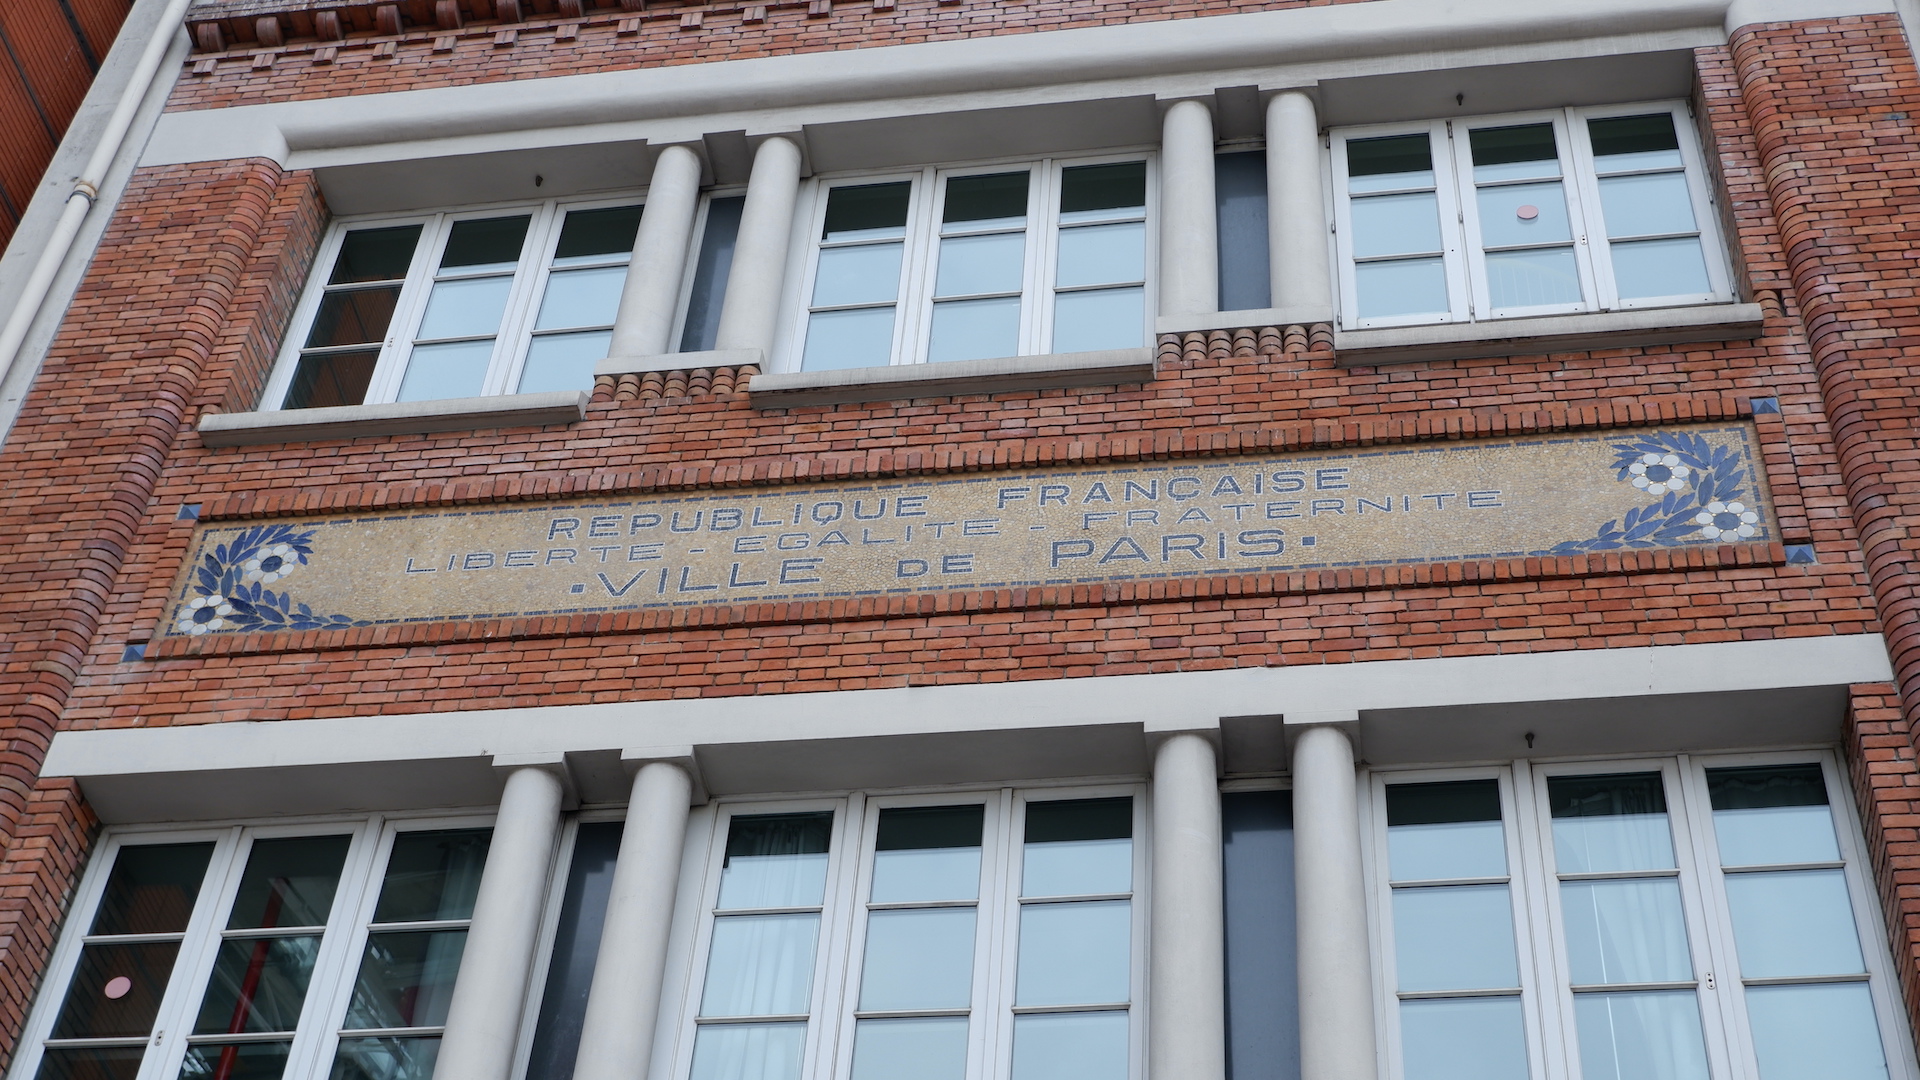 REPUBLIQUE FRANÇAISE
LIBERTE - EGALITE - FRATERNITE
·VILLE DE PARIS·